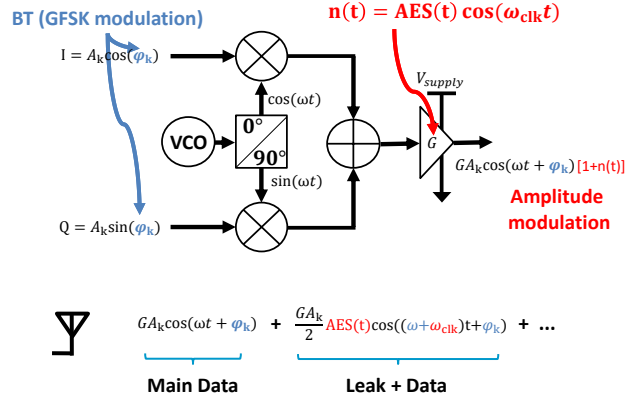 BT (GFSK modulation)
n(t) = AES(t) cos(ω_clk t)
I = A_k cos(φ_k)
V_supply
cos(ωt)
VCO
0°
90°
G
GA_k cos(ωt + φ_k)[1+n(t)]
sin(ωt)
Amplitude
modulation
Q = A_k sin(φ_k)
GA_k cos(ωt + φ_k) + GA_k/2 AES(t)cos((ω+ω_clk)t+φ_k) + ...
Main Data
Leak + Data